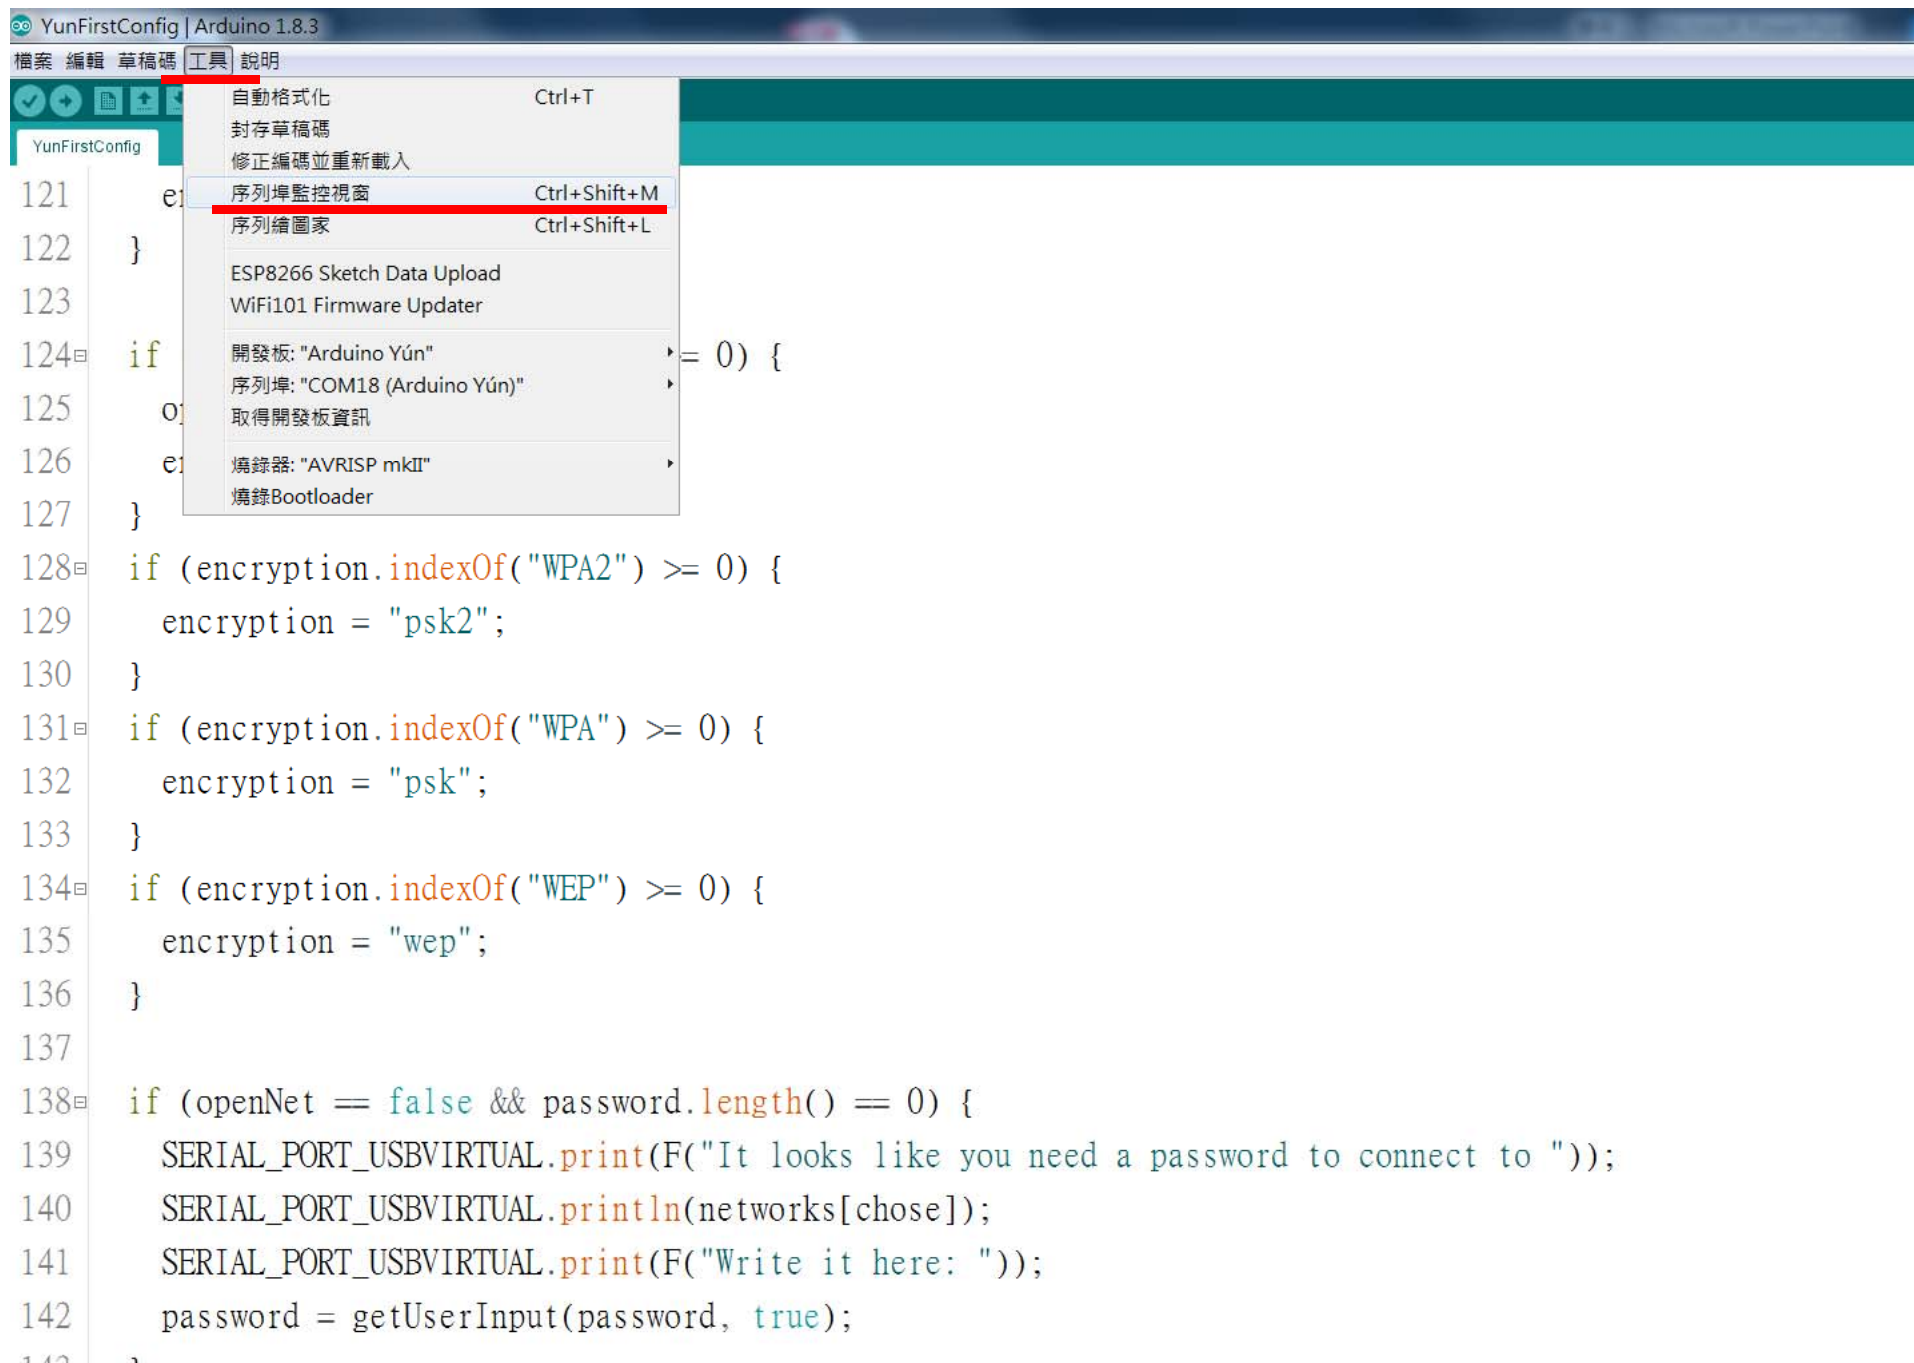 YunFirstConfig | Arduino 1.8.3
檔案 編輯 草稿碼 工具 說明
自動格式化 Ctrl+T
封存草稿碼
YunFirstConfig
修正編碼並重新載入
序列埠監控視窗 Ctrl+Shift+M
序列繪圖家 Ctrl+Shift+L
ESP8266 Sketch Data Upload
WiFi101 Firmware Updater
開發板: "Arduino Yún"
序列埠: "COM18 (Arduino Yún)"
取得開發板資訊
燒錄器: "AVRISP mkII"
燒錄Bootloader
121
122 }
123
124 if = 0) {
125
126
127 }
128 if (encryption.indexOf("WPA2") >= 0) {
129 encryption = "psk2";
130 }
131 if (encryption.indexOf("WPA") >= 0) {
132 encryption = "psk";
133 }
134 if (encryption.indexOf("WEP") >= 0) {
135 encryption = "wep";
136 }
137
138 if (openNet == false && password.length() == 0) {
139 SERIAL_PORT_USBVIRTUAL.print(F("It looks like you need a password to connect to "));
140 SERIAL_PORT_USBVIRTUAL.println(networks[chose]);
141 SERIAL_PORT_USBVIRTUAL.print(F("Write it here: "));
142 password = getUserInput(password, true);